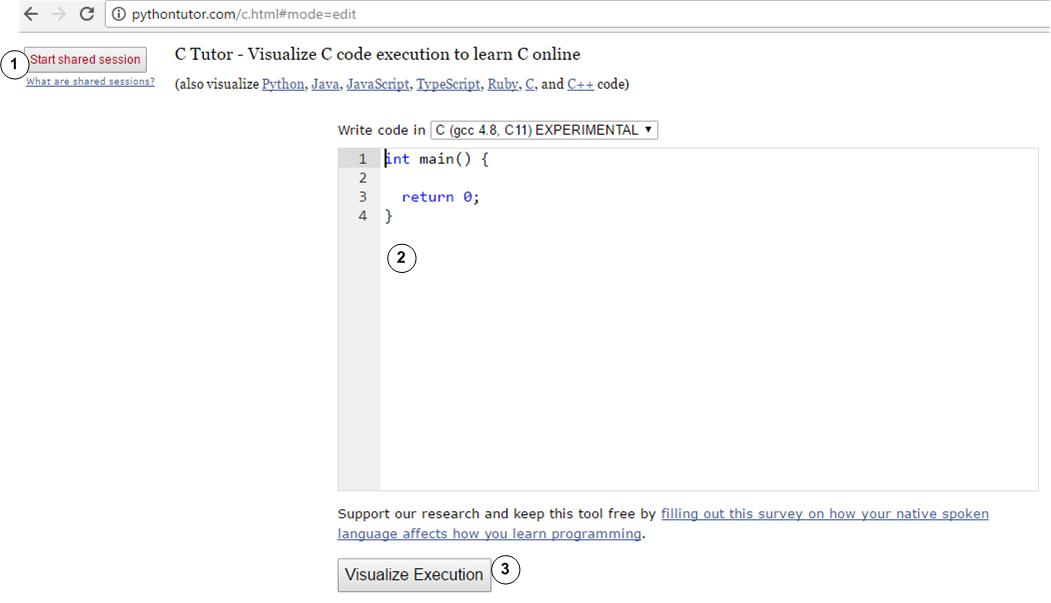 pythontutor.com/c.html#mode=edit
1 Start shared session
What are shared sessions?
C Tutor - Visualize C code execution to learn C online
(also visualize Python, Java, JavaScript, TypeScript, Ruby, C, and C++ code)
Write code in C (gcc 4.8, C11) EXPERIMENTAL
1 int main() {
2
3 return 0;
4 }
2
Support our research and keep this tool free by filling out this survey on how your native spoken
language affects how you learn programming.
Visualize Execution 3